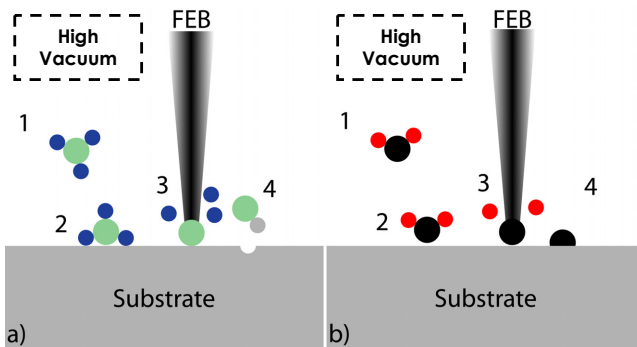 FEB
High
Vacuum
1
2
3
4
Substrate
a)
FEB
High
Vacuum
1
2
3
4
Substrate
b)